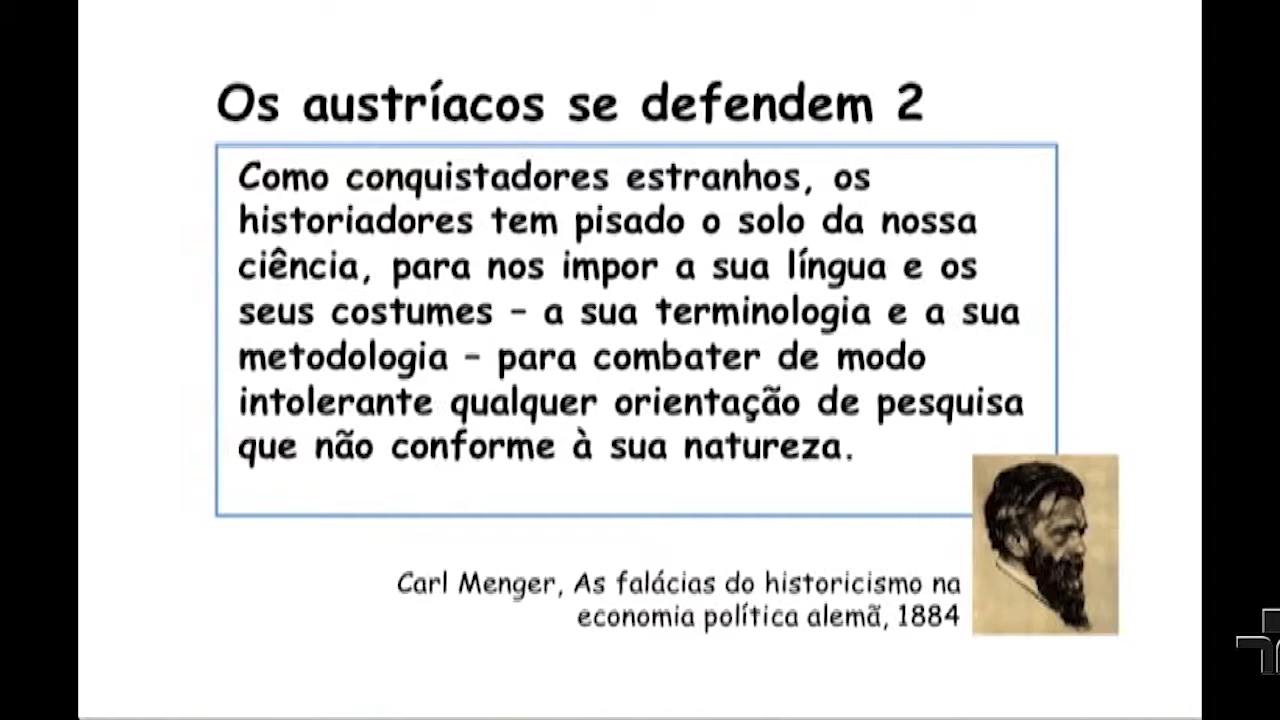 Os austríacos se defendem 2
Como conquistadores estranhos, os
historiadores tem pisado o solo da nossa
ciência, para nos impor a sua língua e os
seus costumes – a sua terminologia e a sua
metodologia – para combater de modo
intolerante qualquer orientação de pesquisa
que não conforme à sua natureza.
Carl Menger, As falácias do historicismo na
economia política alemã, 1884